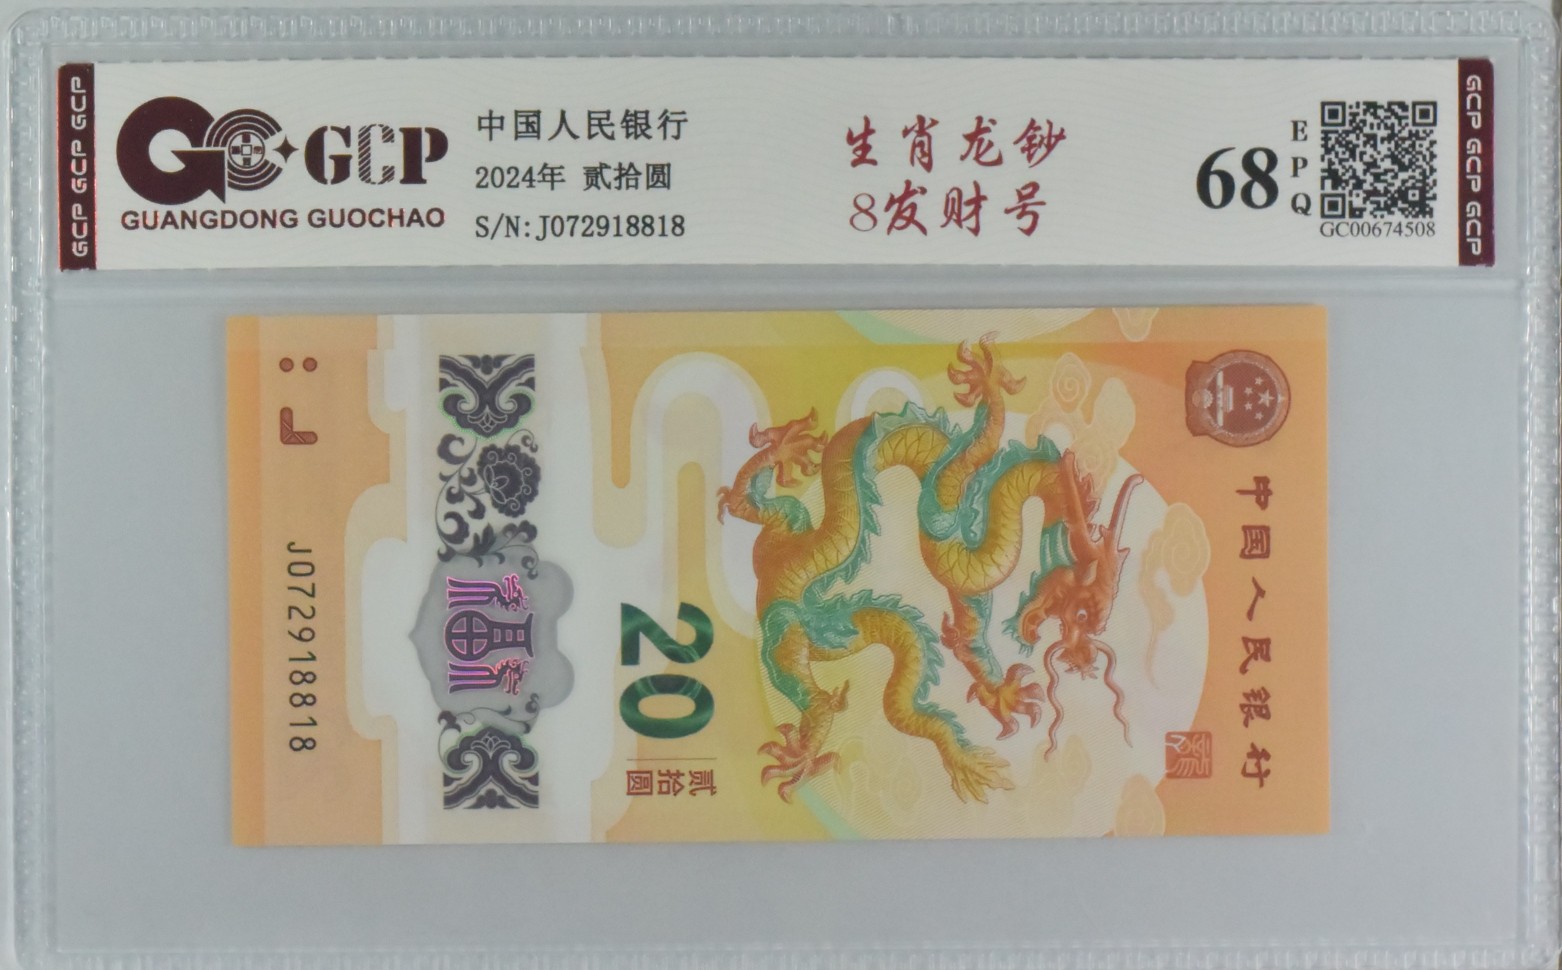 GCP GCP GCP
GCP
GUANGDONG GUOCHAO
中国人民银行
2024年 贰拾圆
S/N:J072918818
生肖龙钞
8发财号
68
EPQ
GC00674508
GCP GCP GCP
中国人民银行
20
贰拾圆
J072918818